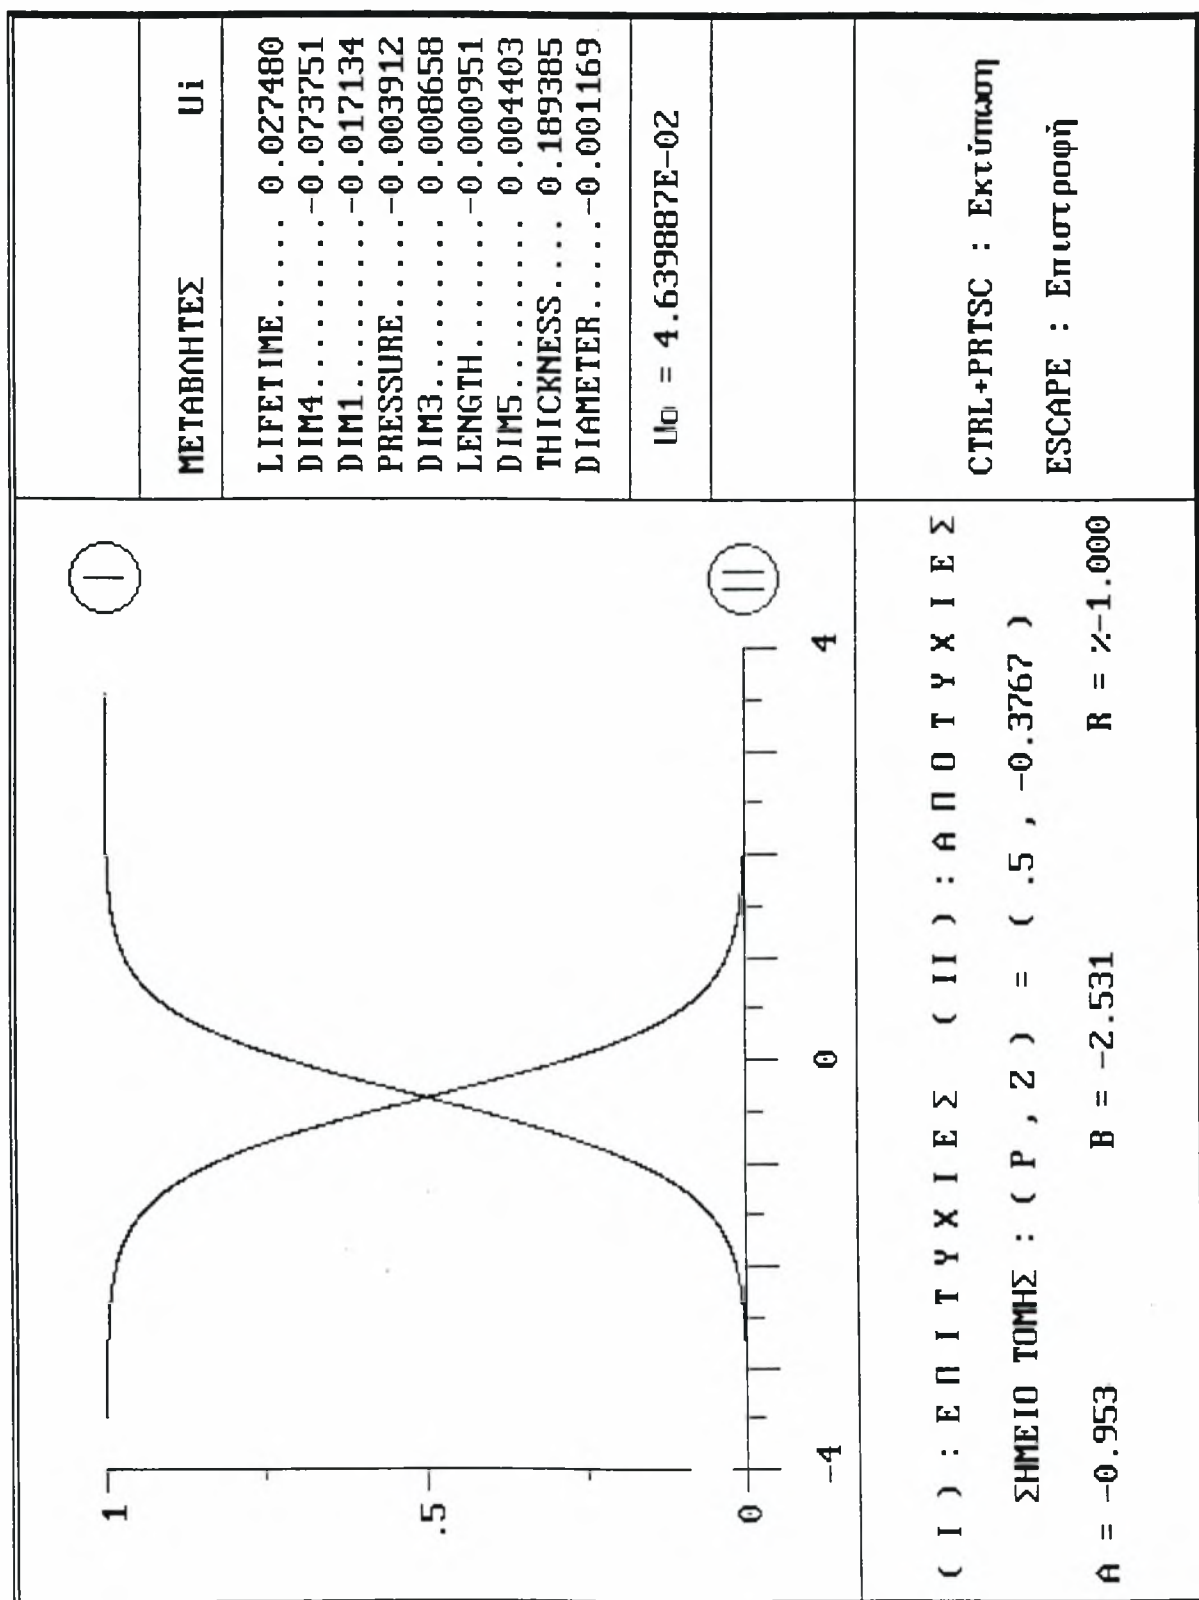 1
.5
0
-4
0
4
I
II
ΜΕΤΑΒΛΗΤΕΣ Ui
LIFETIME..... 0.027480
DIM4.........-0.073751
DIM1.........-0.017134
PRESSURE.....-0.003912
DIM3......... 0.008658
LENGTH.......-0.000951
DIM5......... 0.004403
THICKNESS.... 0.189385
DIAMETER.....-0.001169
Uo = 4.639887E-02
( I ) : Ε Π Ι Τ Υ Χ Ι Ε Σ ( II ) : Α Π Ο Τ Υ Χ Ι Ε Σ
ΣΗΜΕΙΟ ΤΟΜΗΣ : ( P , Z ) = ( .5 , -0.3767 )
A = -0.953 B = -2.531 R = %-1.000
CTRL+PRTSC : Εκτύπωση
ESCAPE : Επιστροφή